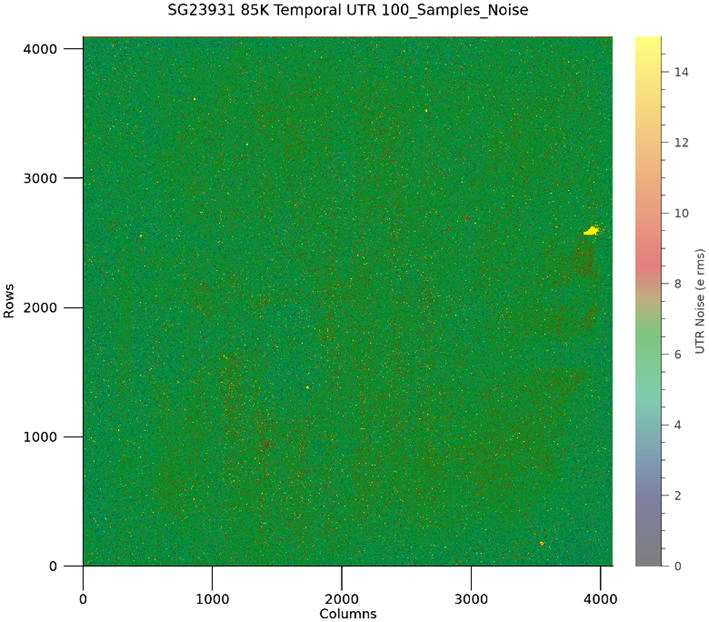 SG23931 85K Temporal UTR 100_Samples_Noise
4000
3000
2000
1000
0
Rows
0 1000 2000 3000 4000
Columns
14
12
10
8
6
4
2
0
UTR Noise (e rms)